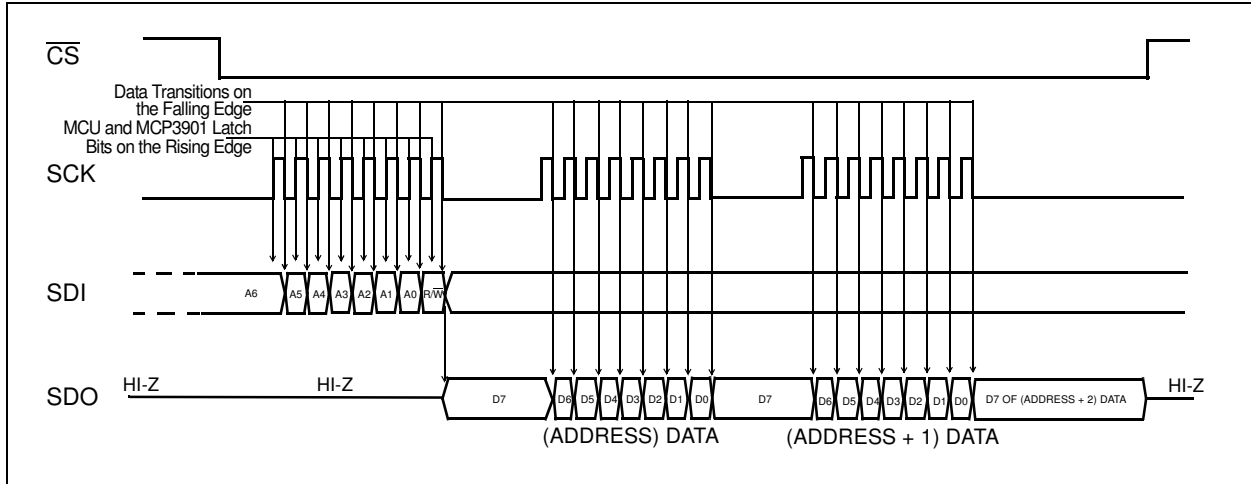 CS
Data Transitions on
the Falling Edge
MCU and MCP3901 Latch
Bits on the Rising Edge
SCK
SDI
A6 A5 A4 A3 A2 A1 A0 R/W
SDO
HI-Z HI-Z D7 D6 D5 D4 D3 D2 D1 D0 D7 D6 D5 D4 D3 D2 D1 D0 D7 OF (ADDRESS + 2) DATA HI-Z
(ADDRESS) DATA (ADDRESS + 1) DATA